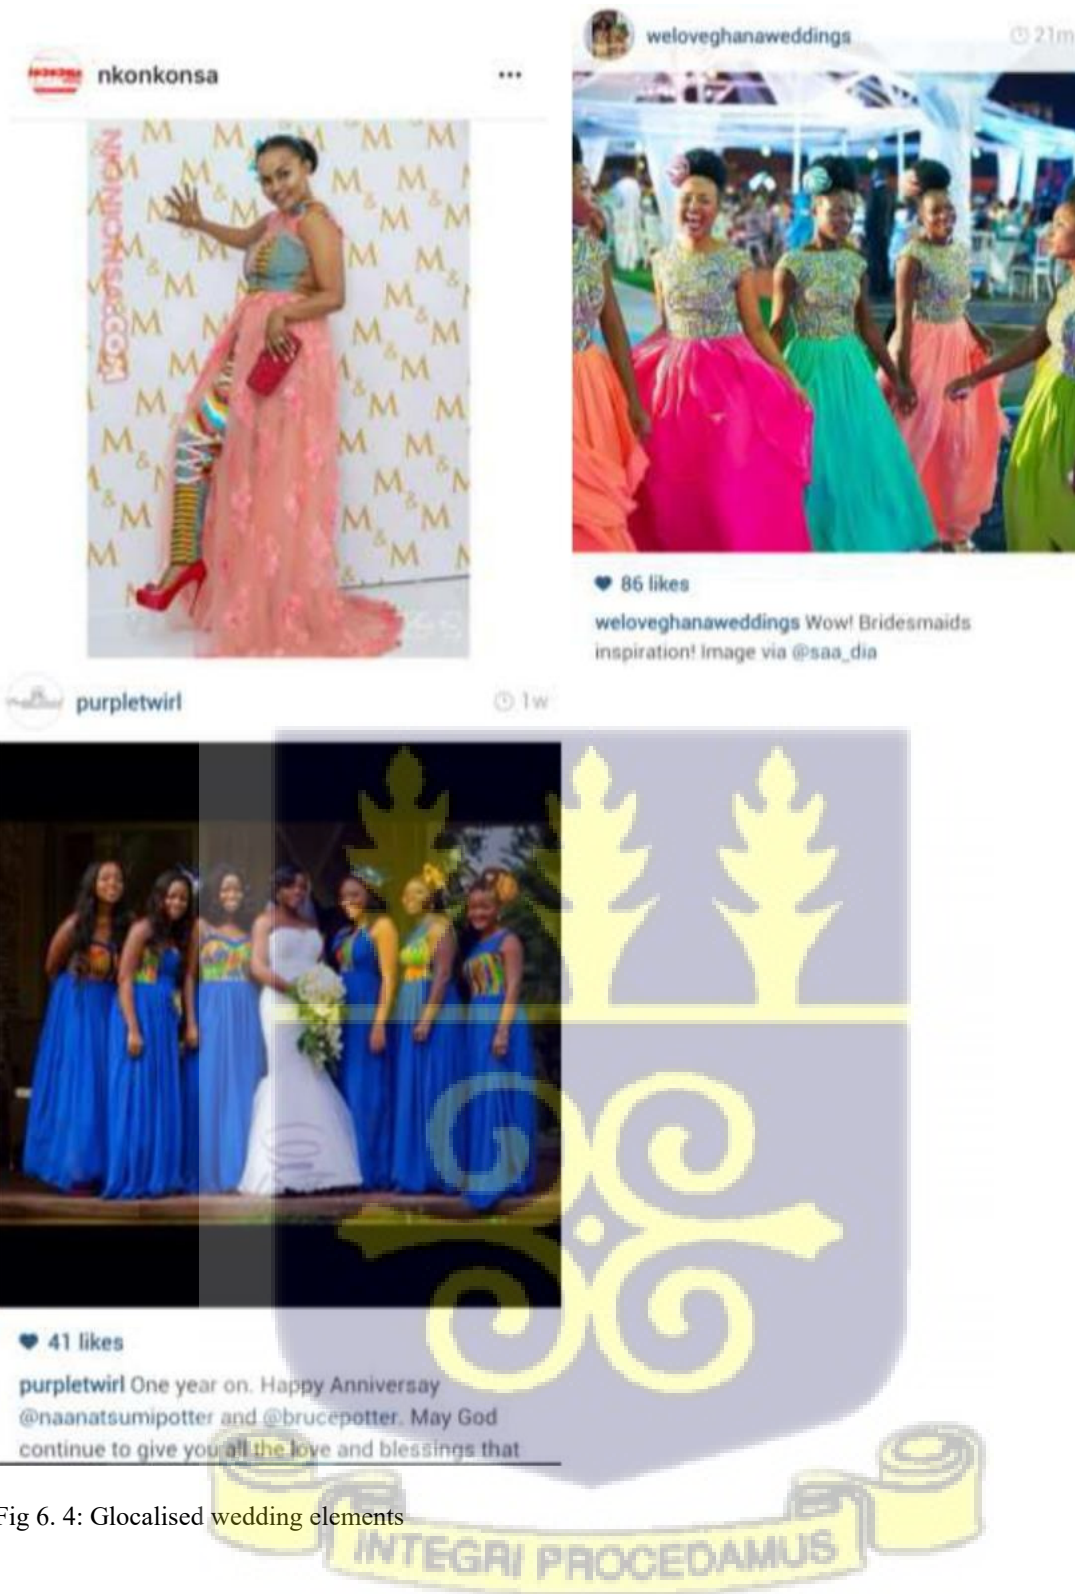 nkonkonsa
NKONKONSA.COM
M & M
weloveghanaweddings 21m
86 likes
weloveghanaweddings Wow! Bridesmaids
inspiration! Image via @saa_dia
purpletwirl 1w
41 likes
purpletwirl One year on. Happy Anniversay
@naanatsumipotter and @brucepotter. May God
continue to give you all the love and blessings that
Fig 6. 4: Glocalised wedding elements
INTEGRI PROCEDAMUS